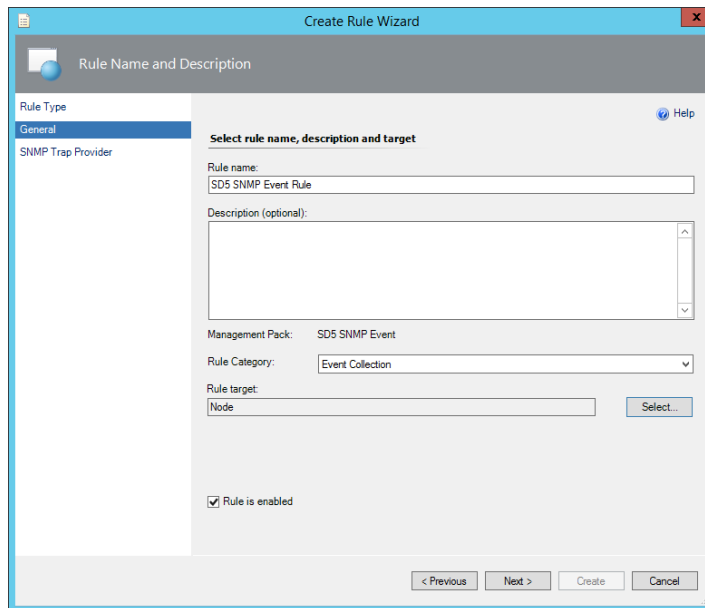 Create Rule Wizard
x
Rule Name and Description
Rule Type
General
SNMP Trap Provider
Help
Select rule name, description and target
Rule name:
SD5 SNMP Event Rule
Description (optional):
Management Pack: SD5 SNMP Event
Rule Category: Event Collection
Rule target:
Node Select...
Rule is enabled
< Previous Next > Create Cancel